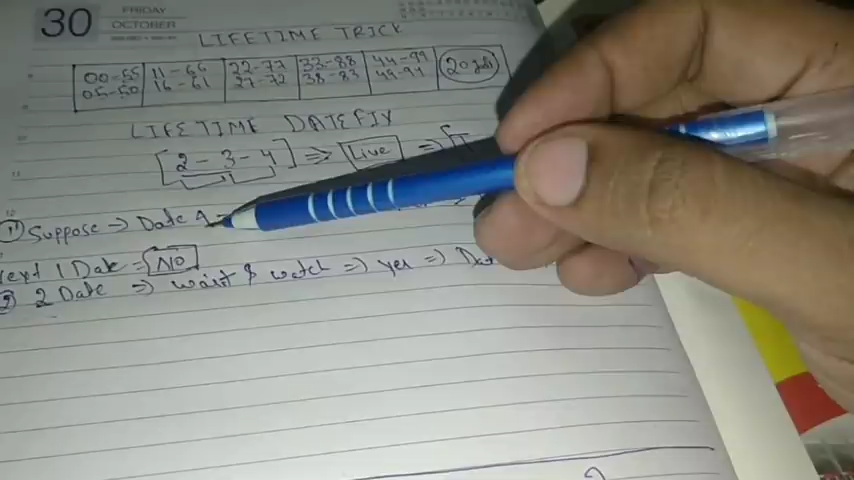 30 FRIDAY
OCTOBER
LIFETIME TRICK
00-55 11-66 22-77 33-88 44-99 20 Jodi
05-50 16-61 27-72 38-83 49-94
LIFETIME DATEFIX
[2-3-4] => Live =>
① Suppose → Date
Next 1 Date → NO
② 2 Date => wait & watch => yes =>